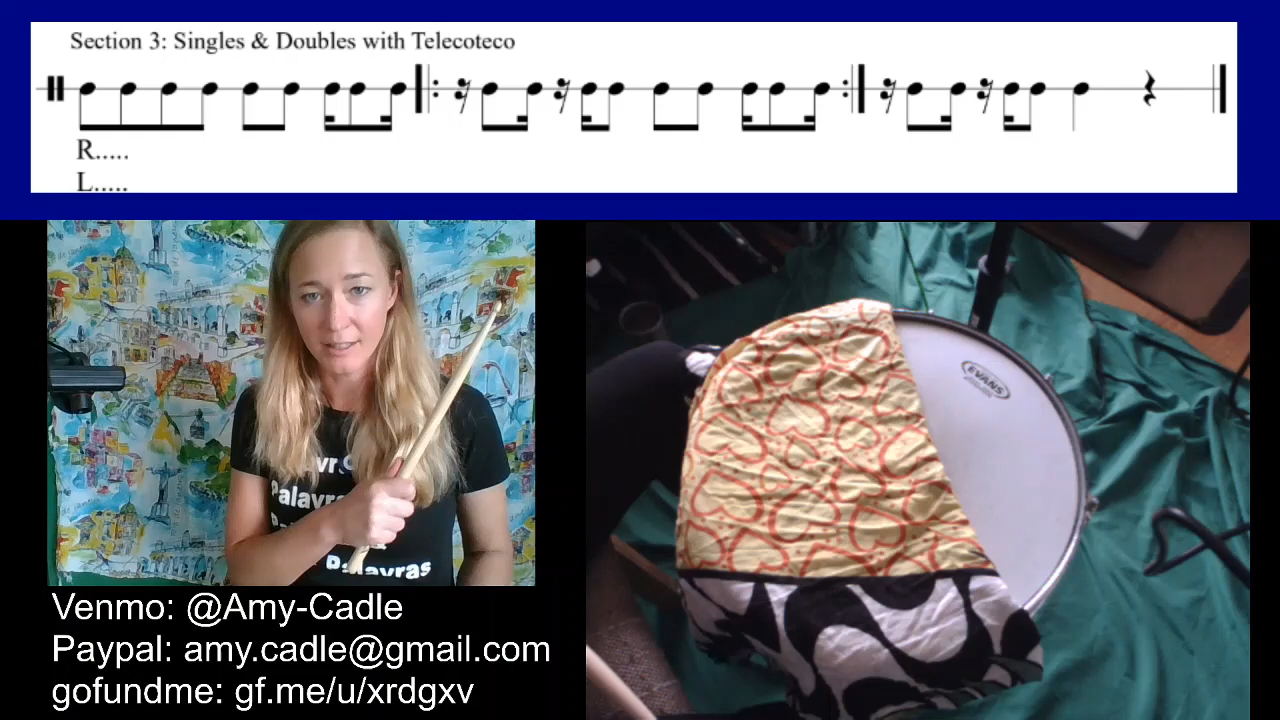 Section 3: Singles & Doubles with Telecoteco
R.....
L.....
EVANS
Palavras
Palavras
Venmo: @Amy-Cadle
Paypal: amy.cadle@gmail.com
gofundme: gf.me/u/xrdgxv